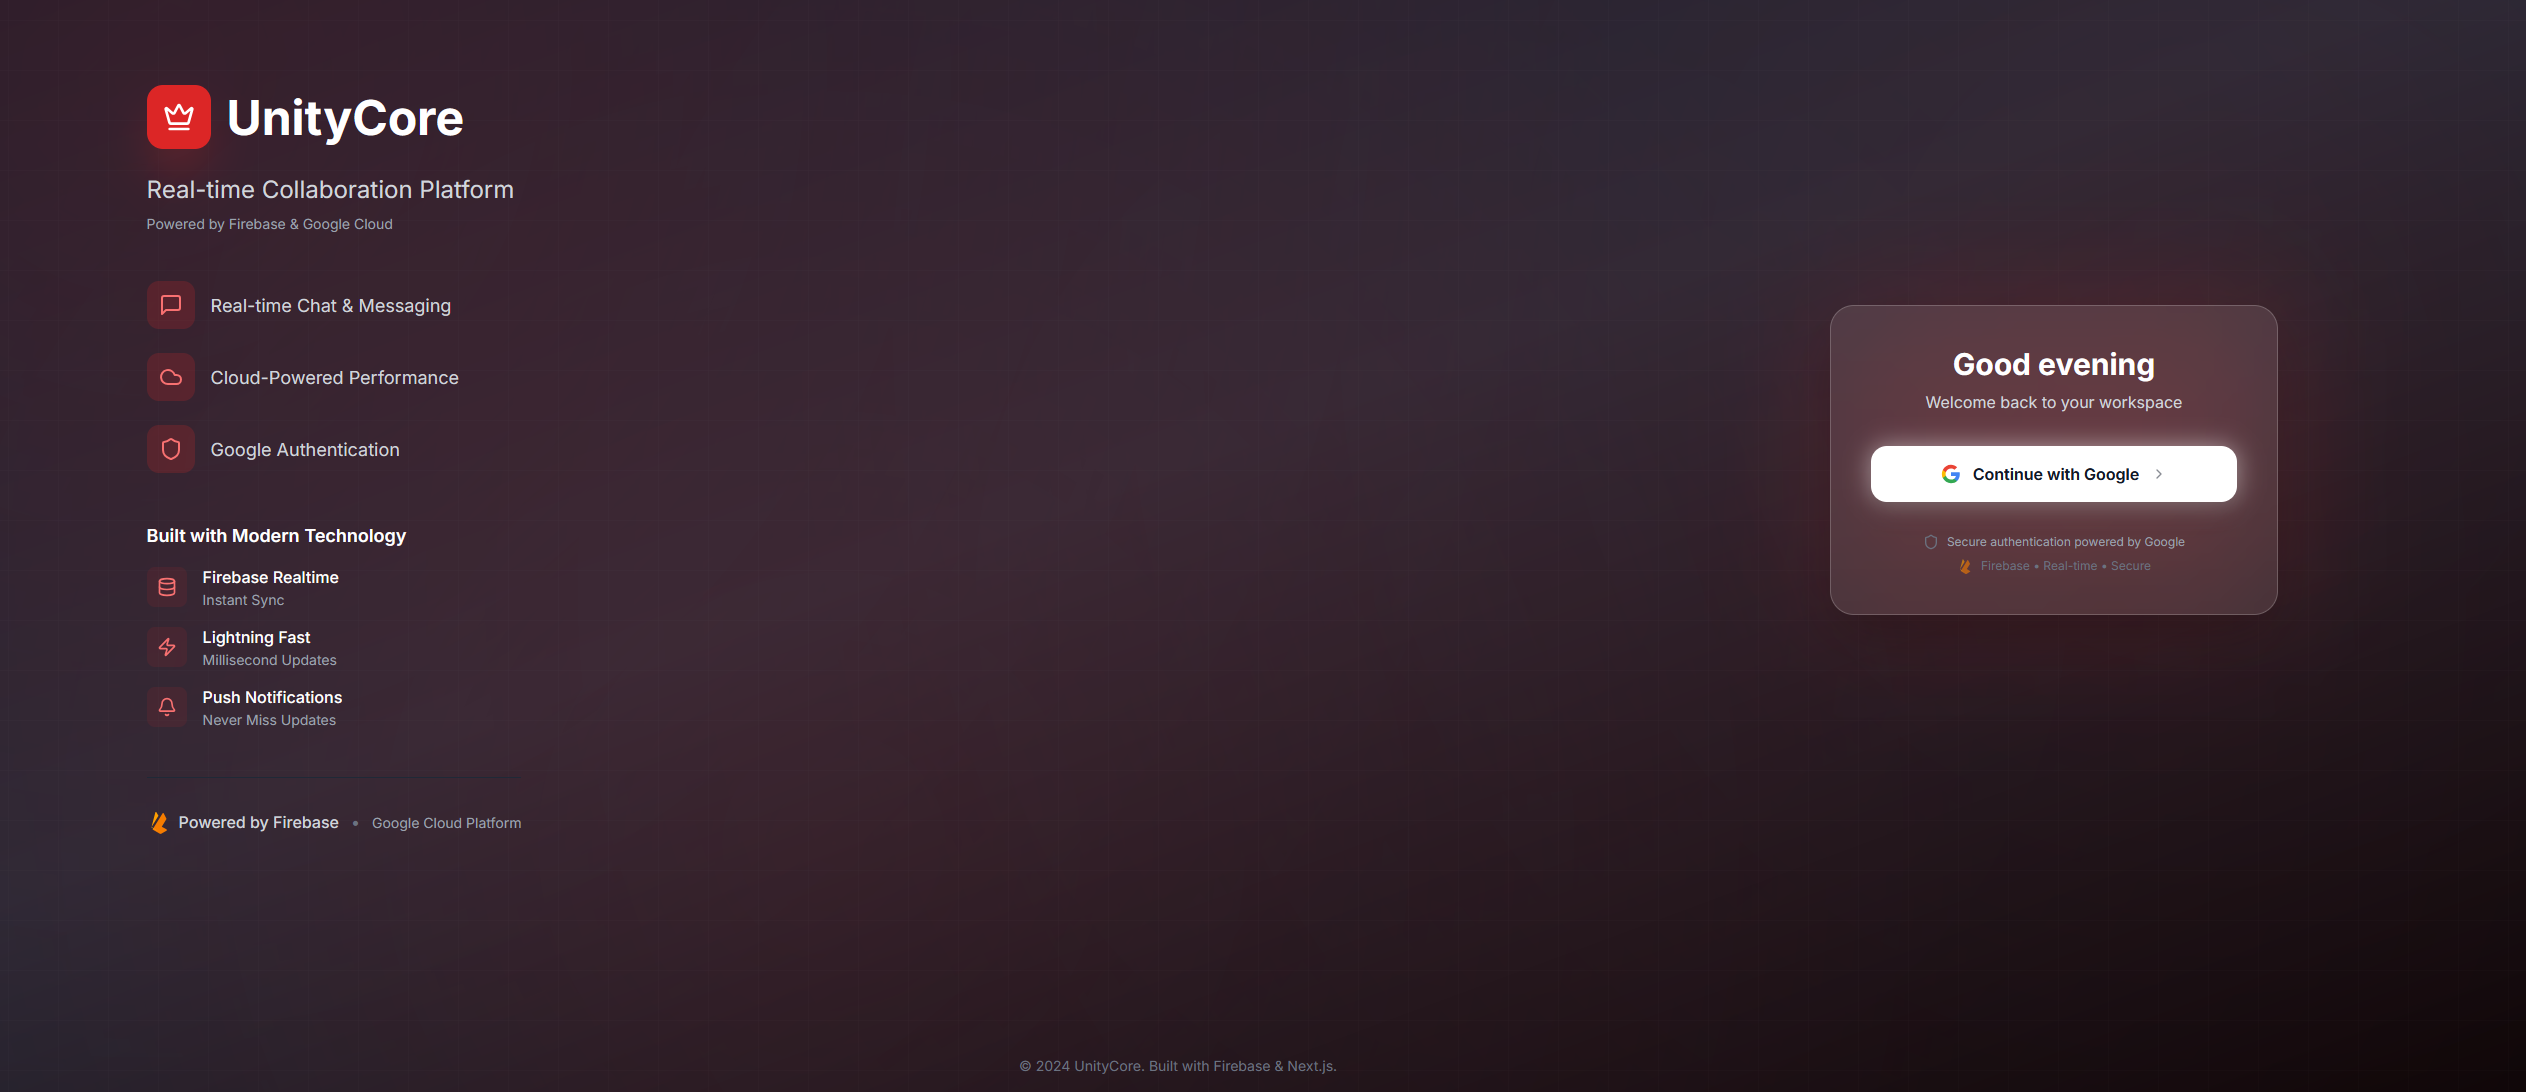 UnityCore
Real-time Collaboration Platform
Powered by Firebase & Google Cloud
Real-time Chat & Messaging
Cloud-Powered Performance
Google Authentication
Built with Modern Technology
Firebase Realtime
Instant Sync
Lightning Fast
Millisecond Updates
Push Notifications
Never Miss Updates
Powered by Firebase • Google Cloud Platform
Good evening
Welcome back to your workspace
Continue with Google
Secure authentication powered by Google
Firebase • Real-time • Secure
© 2024 UnityCore. Built with Firebase & Next.js.